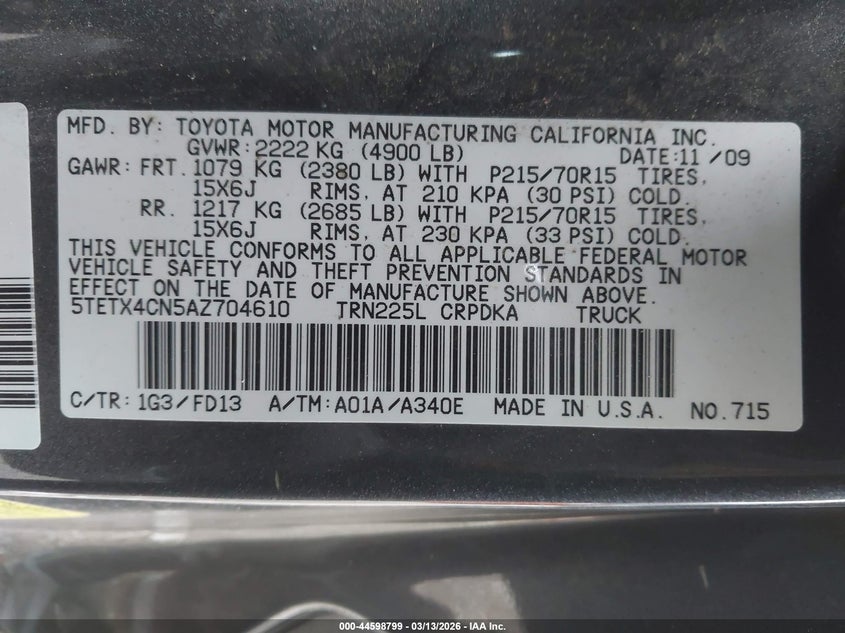 MFD. BY: TOYOTA MOTOR MANUFACTURING CALIFORNIA INC.
GVWR:2222 KG (4900 LB) DATE:11/09
GAWR: FRT. 1079 KG (2380 LB) WITH P215/70R15 TIRES,
15X6J RIMS, AT 210 KPA (30 PSI) COLD.
RR. 1217 KG (2685 LB) WITH P215/70R15 TIRES,
15X6J RIMS, AT 230 KPA (33 PSI) COLD.
THIS VEHICLE CONFORMS TO ALL APPLICABLE FEDERAL MOTOR
VEHICLE SAFETY AND THEFT PREVENTION STANDARDS IN
EFFECT ON THE DATE OF MANUFACTURE SHOWN ABOVE.
5TETX4CN5AZ704610 TRN225L CRPDKA TRUCK
C/TR: 1G3/FD13 A/TM:A01A/A340E MADE IN U.S.A. NO.715
000-44598799 - 03/13/2026 - IAA Inc.